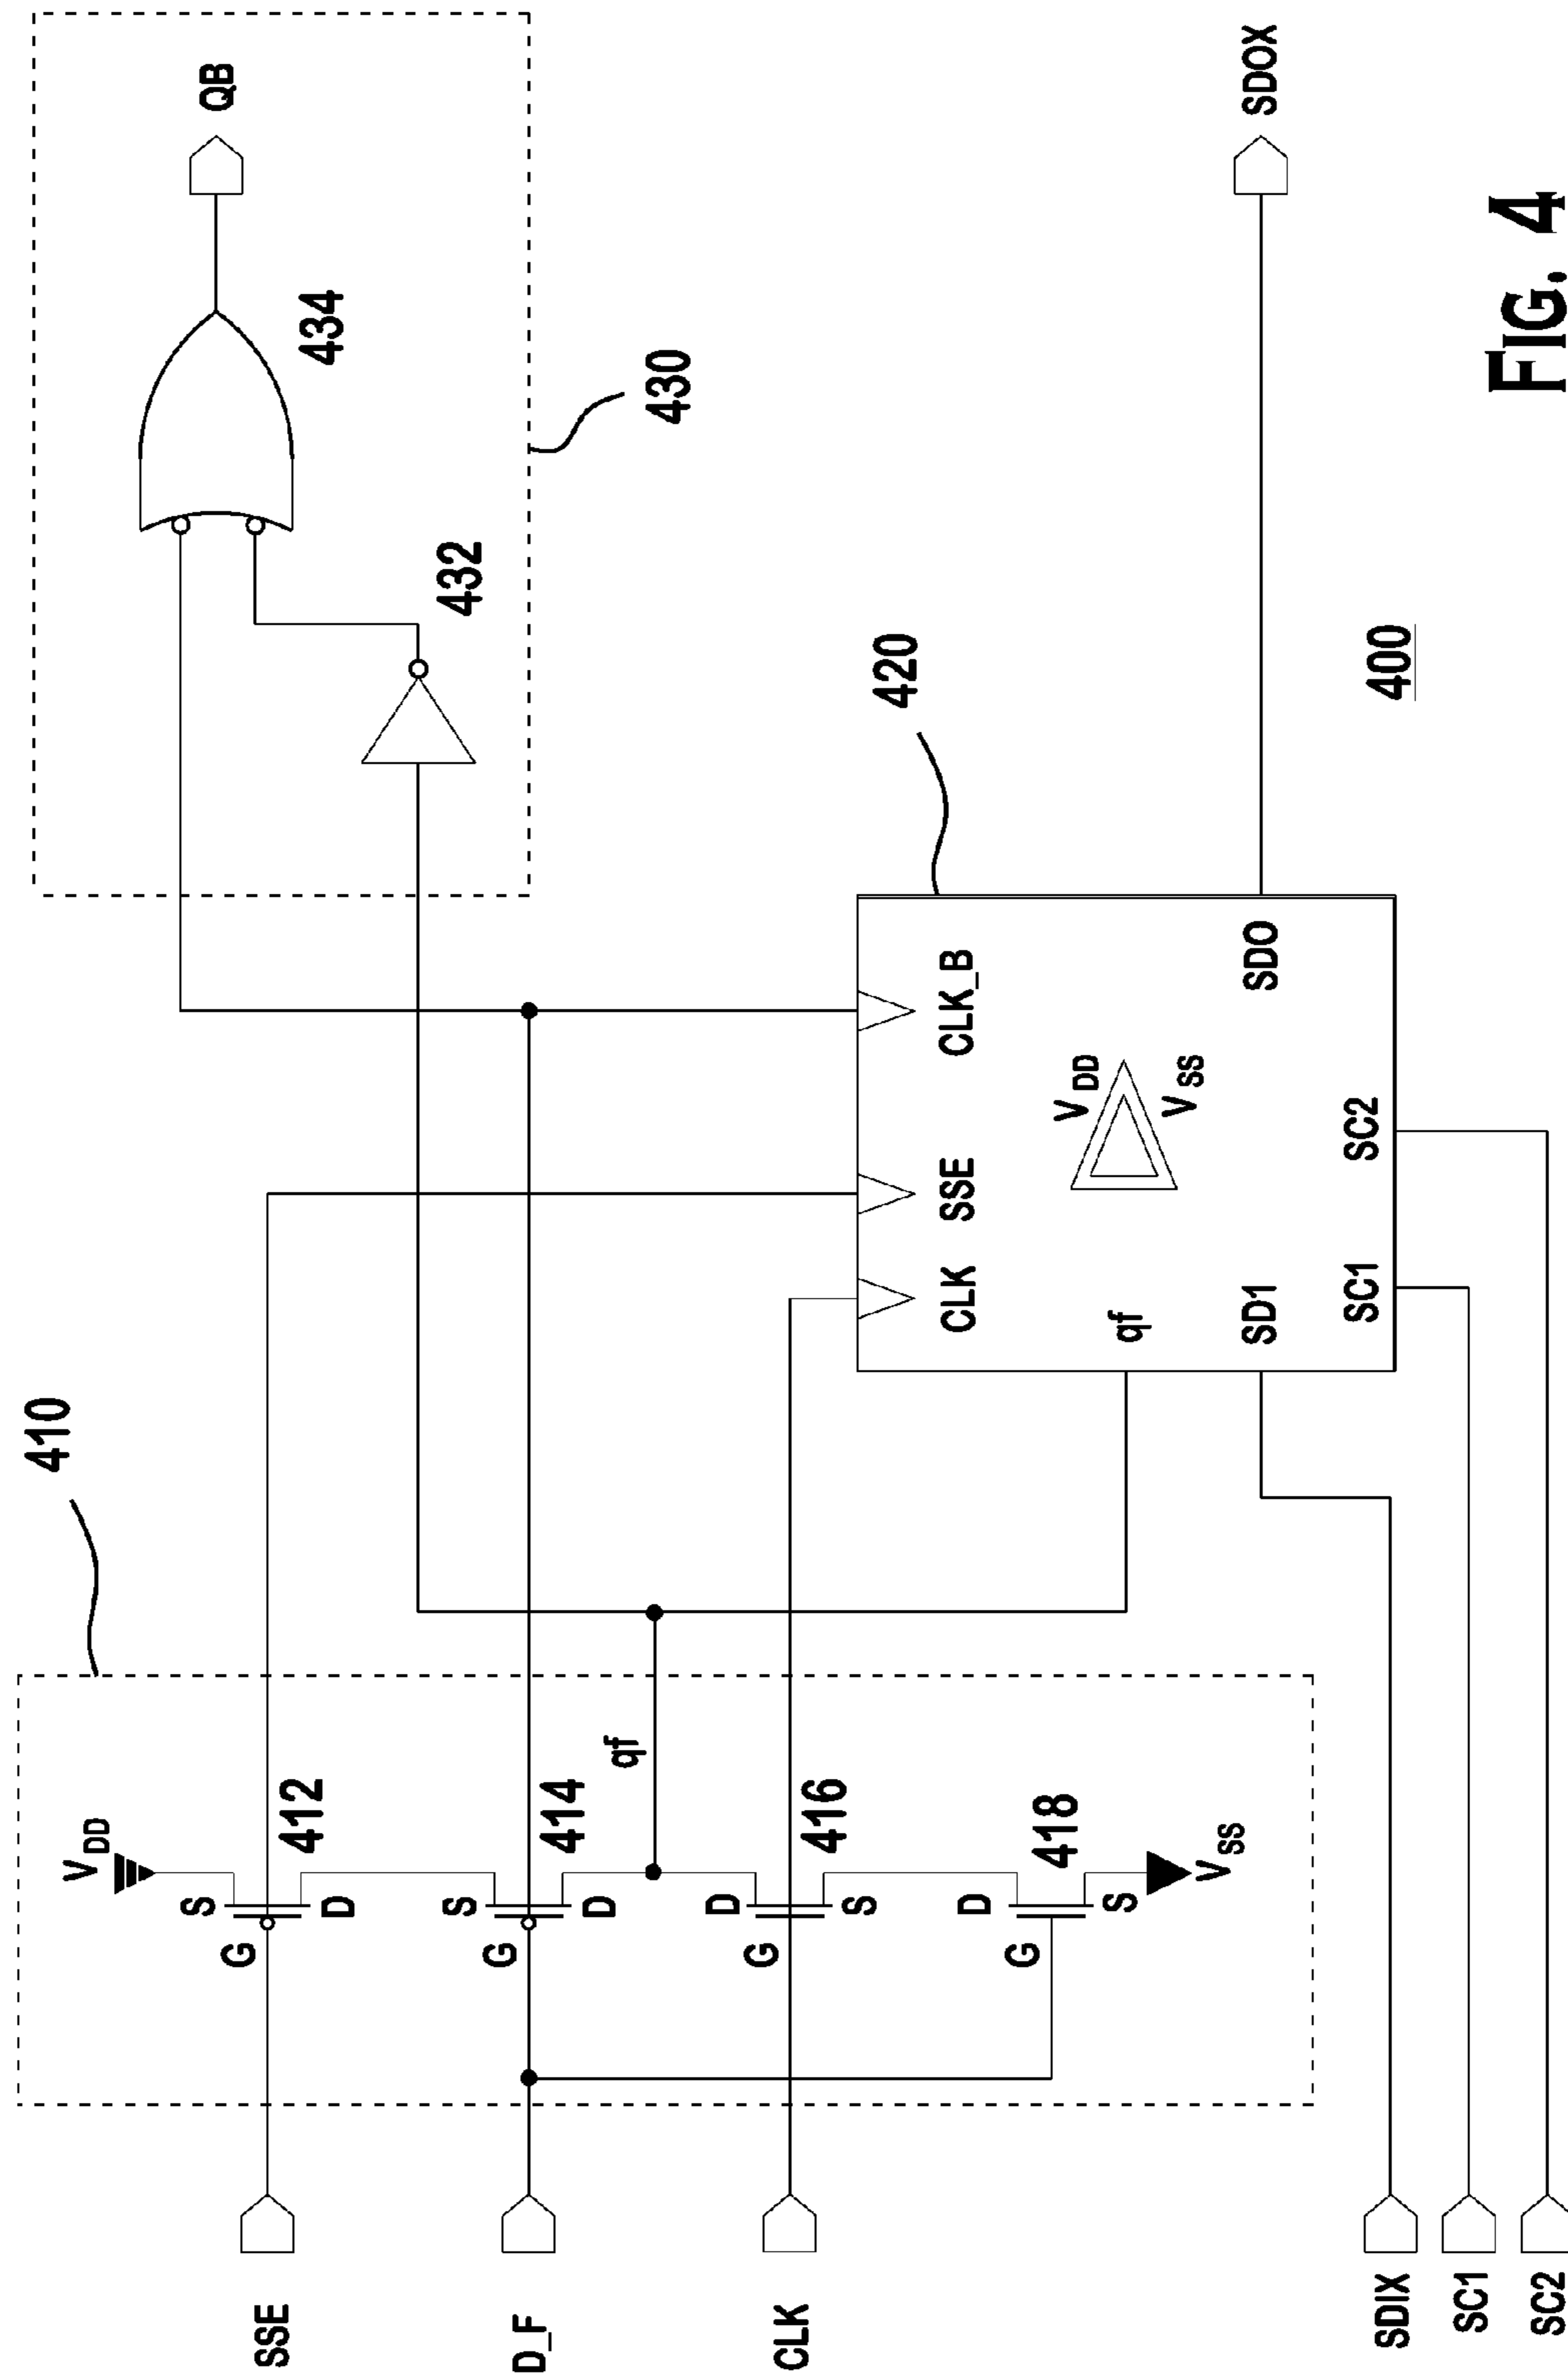 410
430
V DD
S
G
D
412
S
G
D
414
qf
D
G
S
416
D
G
S
418
V SS
SSE
D_F
CLK
SDIX
SC1
SC2
420
CLK
SSE
CLK_B
qf
V DD
V SS
SD1
SDO
SC1
SC2
432
434
QB
SDOX
400
FIG. 4